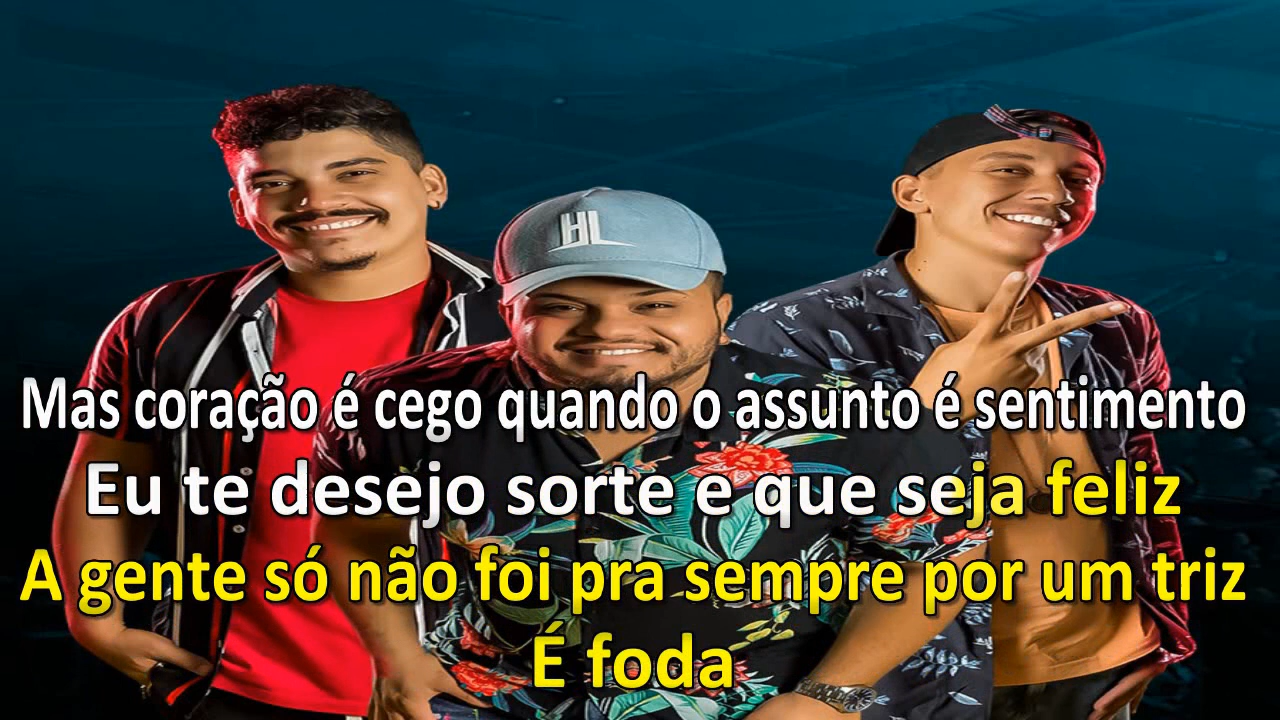 HL
Mas coração é cego quando o assunto é sentimento
Eu te desejo sorte e que seja feliz
A gente só não foi pra sempre por um triz
É foda